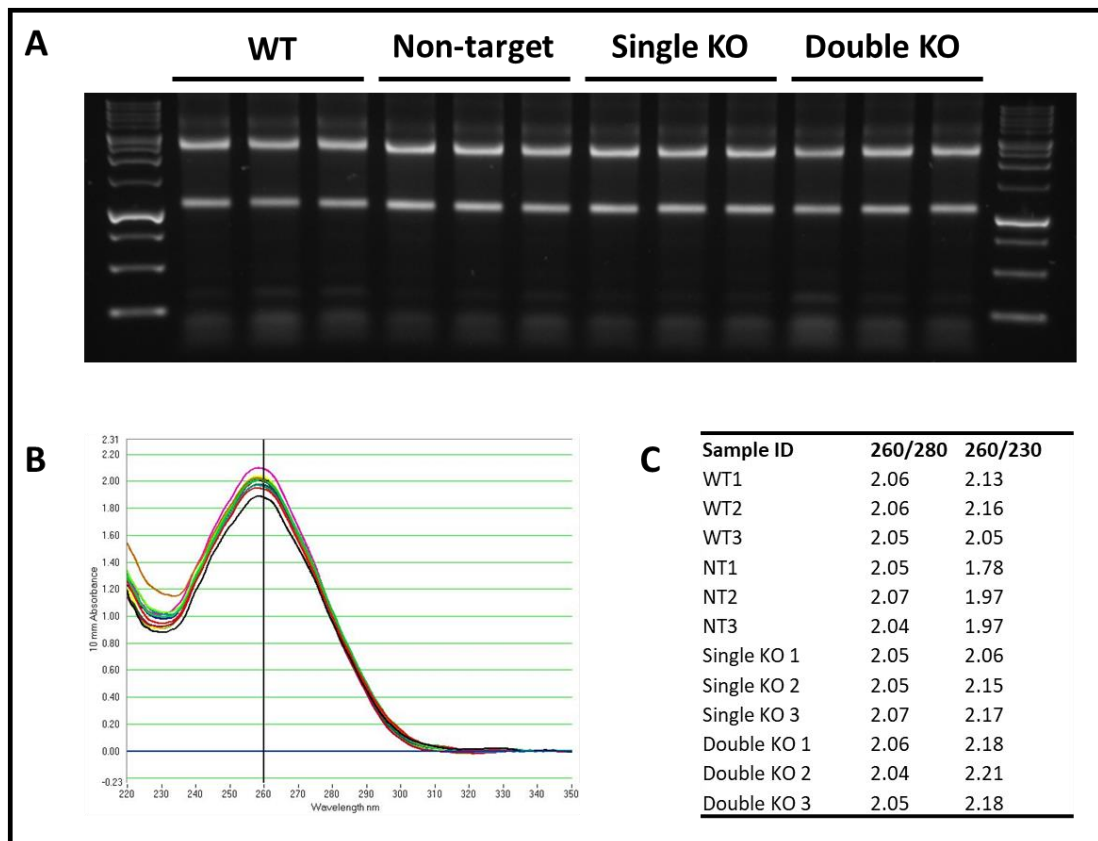 A
WT Non-target Single KO Double KO
B
2.31
2.00
1.80
1.60
1.40
1.20
1.00
0.80
0.60
0.40
0.20
0.00
-0.23
10 mm Absorbance
220 230 240 250 260 270 280 290 300 310 320 330 340 350
Wavelength nm
C
Sample ID 260/280 260/230
WT1 2.06 2.13
WT2 2.06 2.16
WT3 2.05 2.05
NT1 2.05 1.78
NT2 2.07 1.97
NT3 2.04 1.97
Single KO 1 2.05 2.06
Single KO 2 2.05 2.15
Single KO 3 2.07 2.17
Double KO 1 2.06 2.18
Double KO 2 2.04 2.21
Double KO 3 2.05 2.18